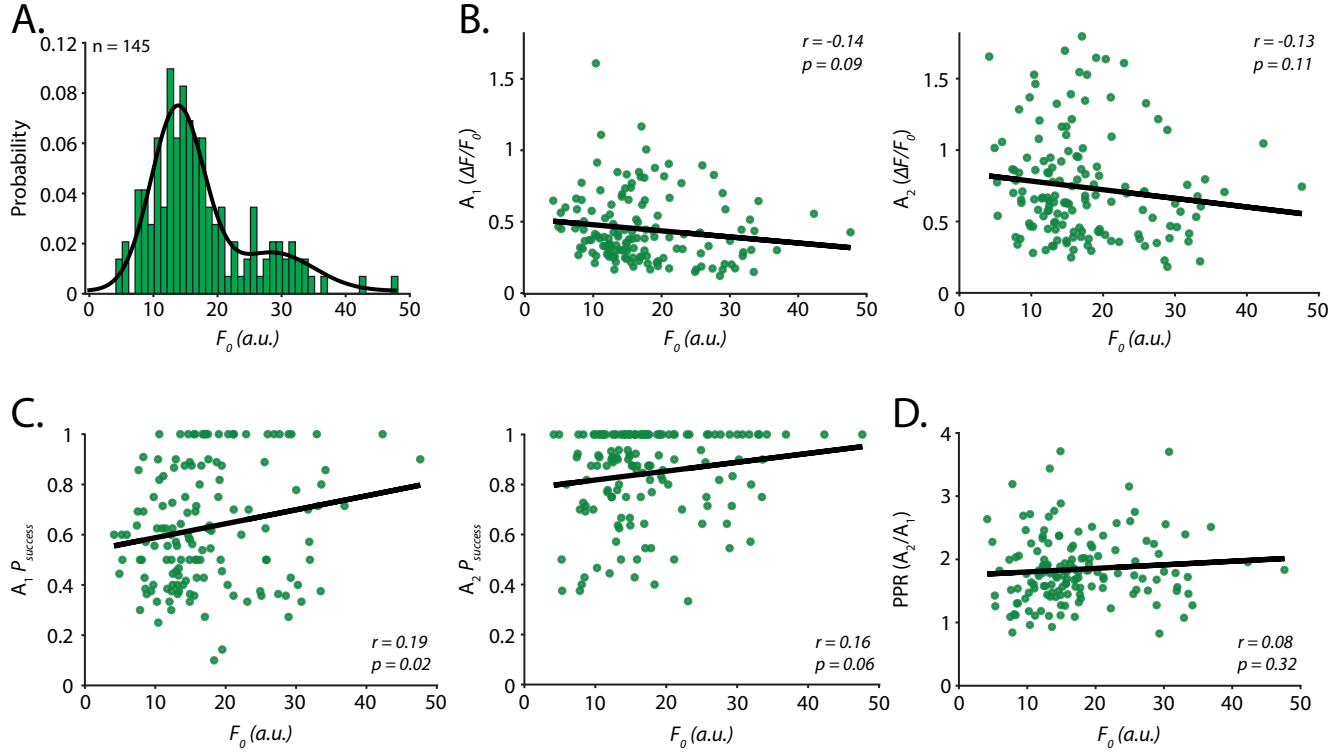 A.
n = 145
0.12
0.08
0.06
0.04
0.02
0
Probability
0 10 20 30 40 50
F0 (a.u.)
B.
r = -0.14
p = 0.09
1.5
1
0.5
0
A1 (ΔF/F0)
0 10 20 30 40 50
F0 (a.u.)
r = -0.13
p = 0.11
1.5
1
0.5
0
A2 (ΔF/F0)
0 10 20 30 40 50
F0 (a.u.)
C.
1
0.8
0.6
0.4
0.2
0
A1 Psuccess
r = 0.19
p = 0.02
0 10 20 30 40 50
F0 (a.u.)
1
0.8
0.6
0.4
0.2
0
A2 Psuccess
r = 0.16
p = 0.06
0 10 20 30 40 50
F0 (a.u.)
D.
4
3
2
1
0
PPR (A2/A1)
r = 0.08
p = 0.32
0 10 20 30 40 50
F0 (a.u.)